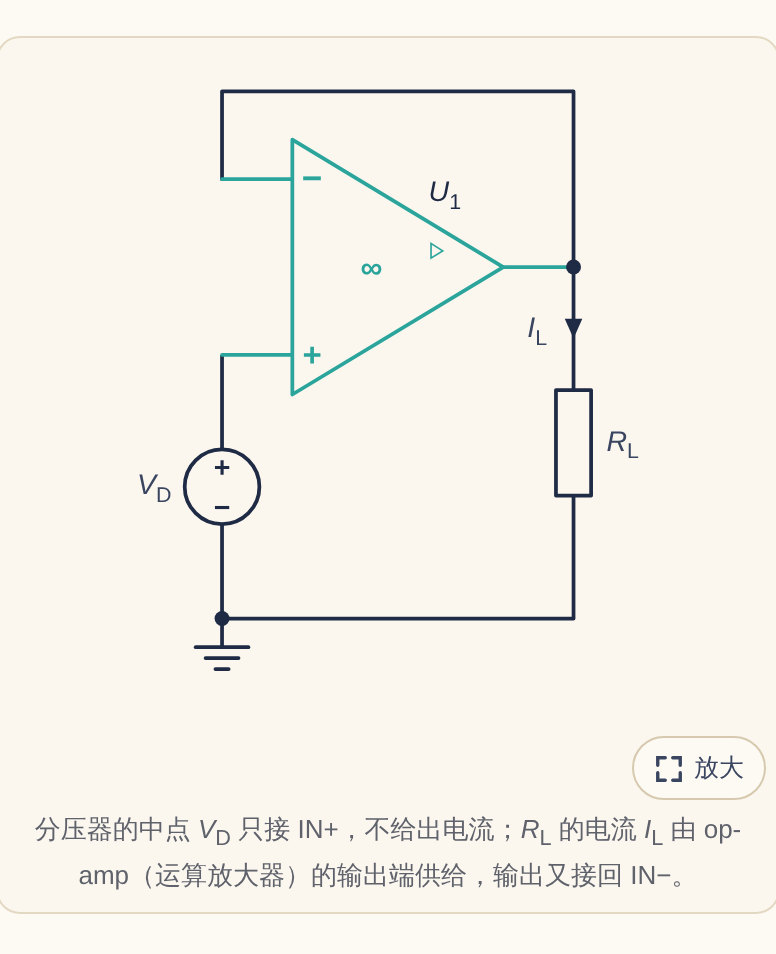 −
U1
∞
▷
IL
+
RL
VD
+
−
放大
分压器的中点 VD 只接 IN+，不给出电流；RL 的电流 IL 由 op-
amp（运算放大器）的输出端供给，输出又接回 IN−。